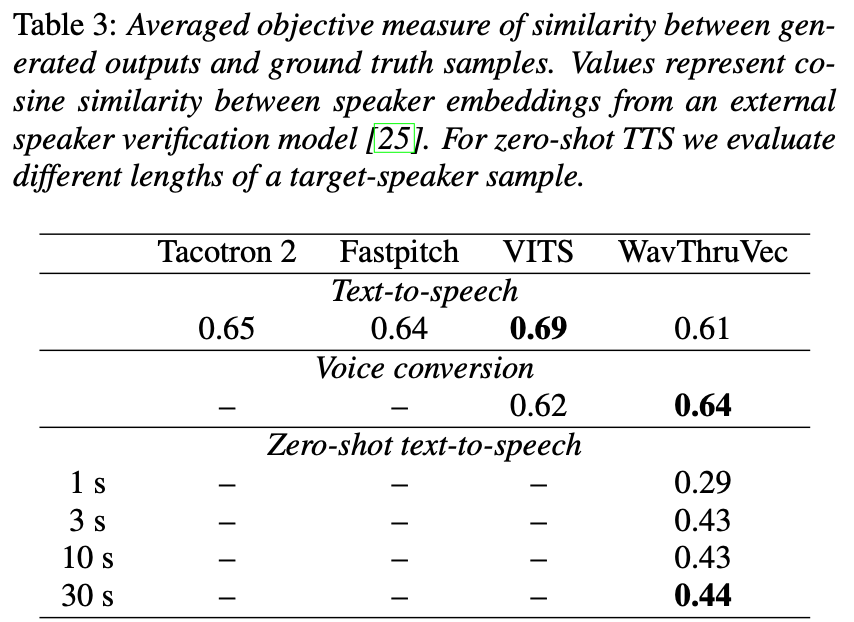 Table 3: Averaged objective measure of similarity between gen-
erated outputs and ground truth samples. Values represent co-
sine similarity between speaker embeddings from an external
speaker verification model [25]. For zero-shot TTS we evaluate
different lengths of a target-speaker sample.
Tacotron 2 Fastpitch VITS WavThruVec
Text-to-speech
0.65 0.64 0.69 0.61
Voice conversion
– – 0.62 0.64
Zero-shot text-to-speech
1 s – – – 0.29
3 s – – – 0.43
10 s – – – 0.43
30 s – – – 0.44